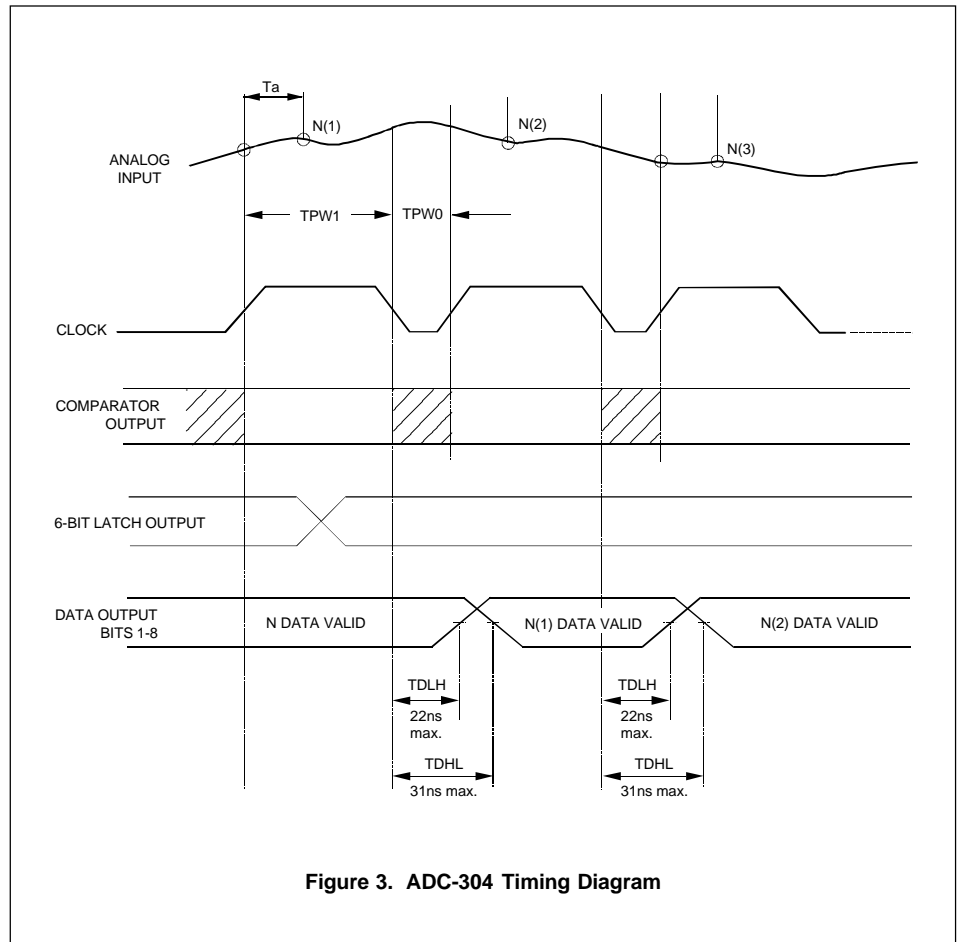 Ta
N(1)
N(2)
N(3)
ANALOG
INPUT
TPW1
TPW0
CLOCK
COMPARATOR
OUTPUT
6-BIT LATCH OUTPUT
DATA OUTPUT
BITS 1-8
N DATA VALID
N(1) DATA VALID
N(2) DATA VALID
TDLH
22ns
max.
TDLH
22ns
max.
TDHL
31ns max.
TDHL
31ns max.
Figure 3. ADC-304 Timing Diagram